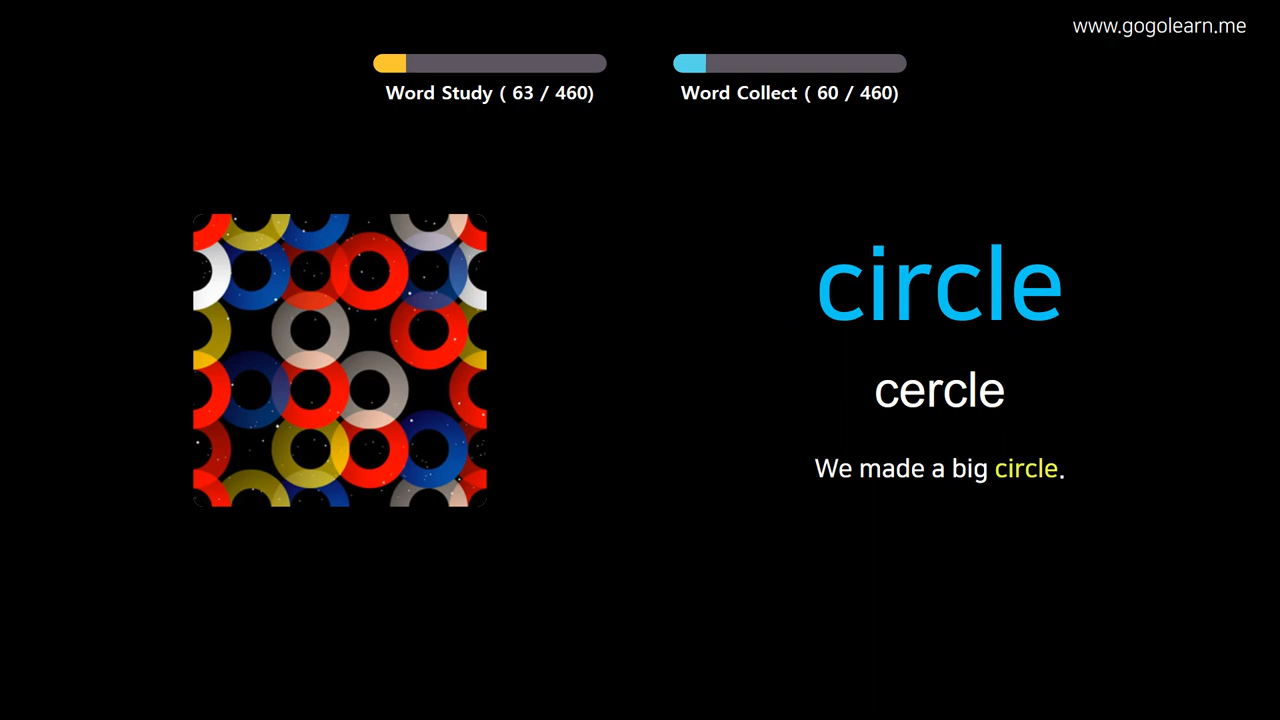 www.gogolearn.me
Word Study ( 63 / 460)
Word Collect ( 60 / 460)
circle
cercle
We made a big circle.